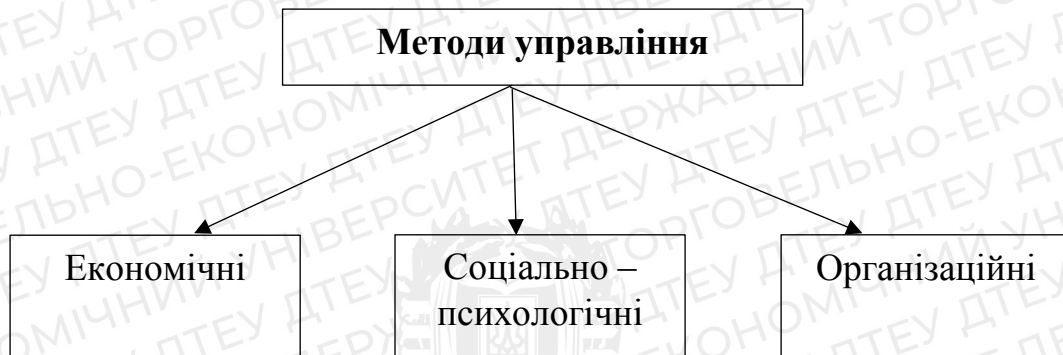 Методи управління
Економічні
Соціально –
психологічні
Організаційні